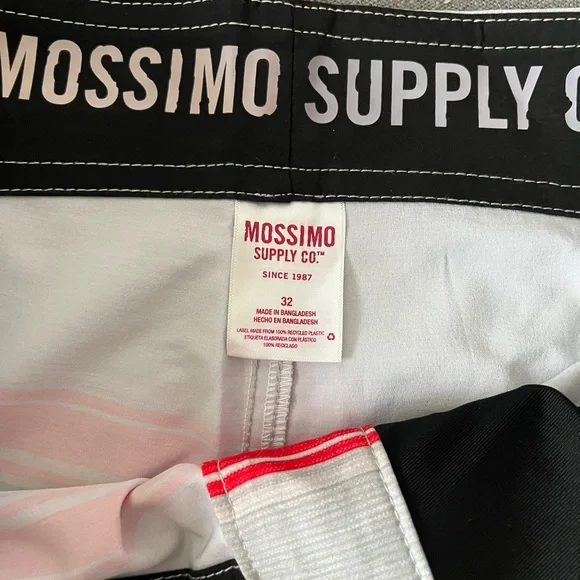 MOSSIMO SUPPLY
MOSSIMO
SUPPLY CO.™
SINCE 1987
32
MADE IN BANGLADESH
HECHO EN BANGLADESH
LABEL MADE FROM 100% RECYCLED PLASTIC
ETIQUETA ELABORADA CON PLÁSTICO
100% RECICLADO